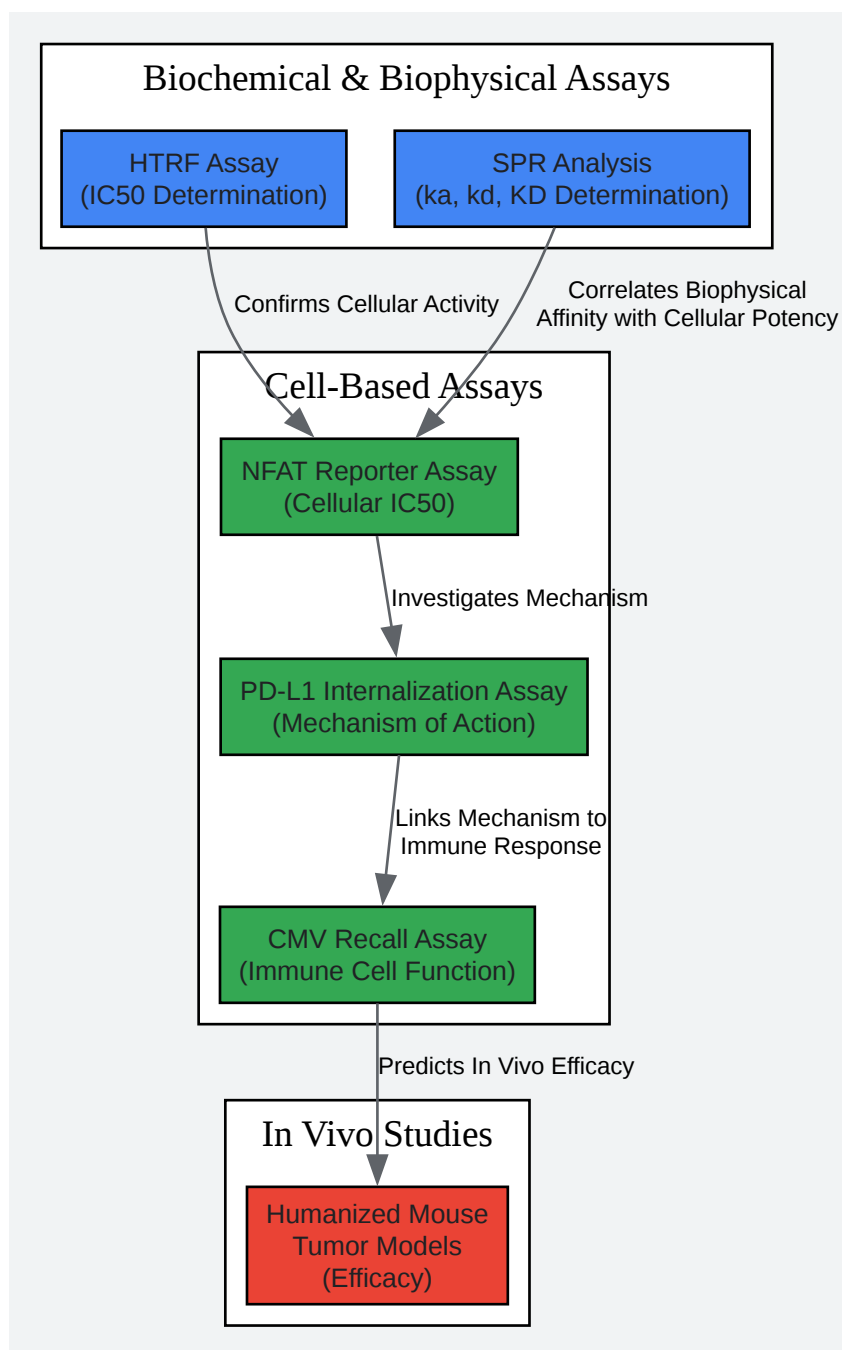 Biochemical & Biophysical Assays
HTRF Assay
(IC50 Determination)
SPR Analysis
(ka, kd, KD Determination)
Confirms Cellular Activity
Correlates Biophysical
Affinity with Cellular Potency
Cell-Based Assays
NFAT Reporter Assay
(Cellular IC50)
Investigates Mechanism
PD-L1 Internalization Assay
(Mechanism of Action)
Links Mechanism to
Immune Response
CMV Recall Assay
(Immune Cell Function)
Predicts In Vivo Efficacy
In Vivo Studies
Humanized Mouse
Tumor Models
(Efficacy)